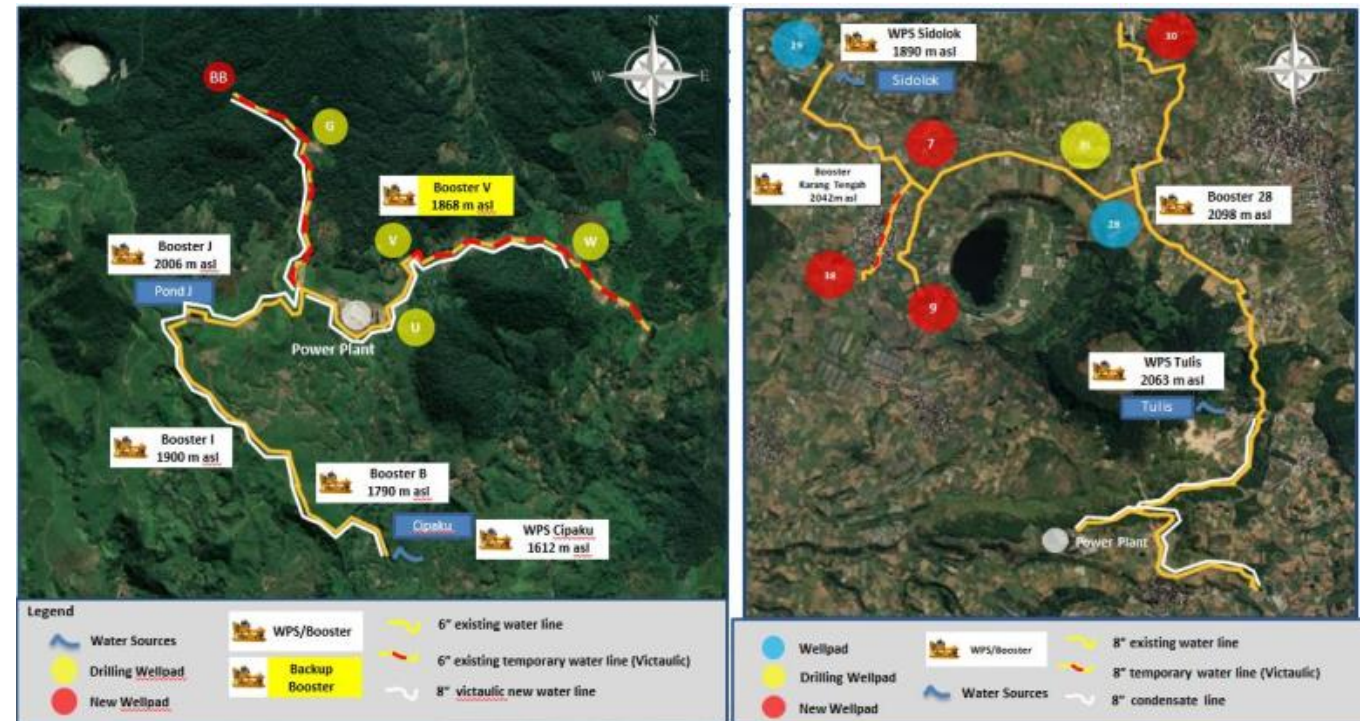 N
W
E
S
BB
G
Booster V
1868 m asl
V
W
Booster J
2006 m asl
Pond J
U
Power Plant
Booster I
1900 m asl
Booster B
1790 m asl
Cipaku
WPS Cipaku
1612 m asl
Legend
Water Sources
Drilling Wellpad
New Wellpad
WPS/Booster
Backup
Booster
6" existing water line
6" existing temporary water line (Victaulic)
8" victaulic new water line
29
WPS Sidolok
1890 m asl
Sidolok
30
N
W
E
S
7
Booster
Karang Tengah
2042m asl
Booster 28
2098 m asl
28
38
9
WPS Tulis
2063 m asl
Tulis
Power Plant
Wellpad
Drilling Wellpad
New Wellpad
WPS/Booster
Water Sources
8" existing water line
8" temporary water line (Victaulic)
8" condensate line